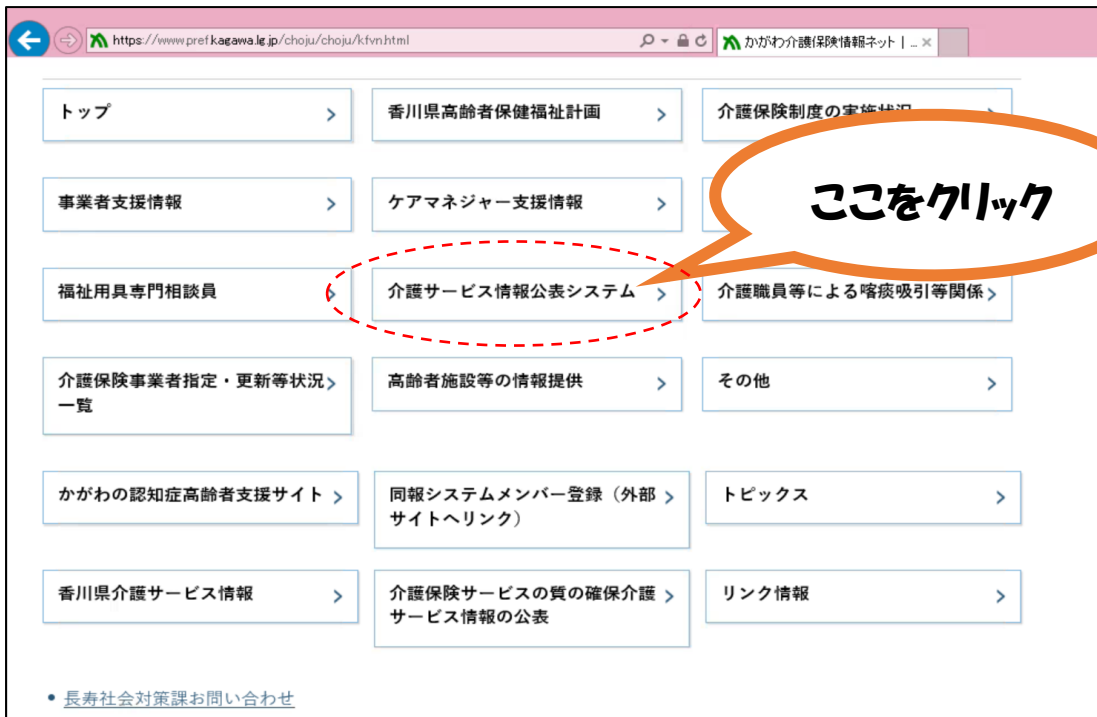 https://www.pref.kagawa.lg.jp/choju/choju/kfvn.html
かがわ介護保険情報ネット | ...
トップ
香川県高齢者保健福祉計画
介護保険制度の実施状況
事業者支援情報
ケアマネジャー支援情報
ここをクリック
福祉用具専門相談員
介護サービス情報公表システム
介護職員等による喀痰吸引等関係
介護保険事業者指定・更新等状況
一覧
高齢者施設等の情報提供
その他
かがわの認知症高齢者支援サイト
同報システムメンバー登録（外部
サイトへリンク）
トピックス
香川県介護サービス情報
介護保険サービスの質の確保介護
サービス情報の公表
リンク情報
長寿社会対策課お問い合わせ